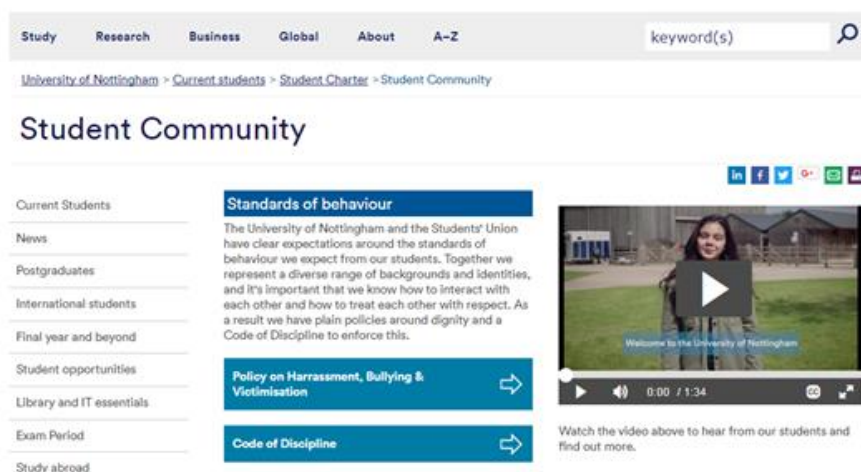 Study Research Business Global About A–Z keyword(s)
University of Nottingham > Current students > Student Charter > Student Community
Student Community
Current Students
News
Postgraduates
International students
Final year and beyond
Student opportunities
Library and IT essentials
Exam Period
Study abroad
Standards of behaviour
The University of Nottingham and the Students' Union
have clear expectations around the standards of
behaviour we expect from our students. Together we
represent a diverse range of backgrounds and identities,
and it's important that we know how to interact with
each other and how to treat each other with respect. As
a result we have plain policies around dignity and a
Code of Discipline to enforce this.
Policy on Harrassment, Bullying &
Victimisation
Code of Discipline
in f G+
Welcome to the University of Nottingham
0:00 / 1:34 CC
Watch the video above to hear from our students and
find out more.